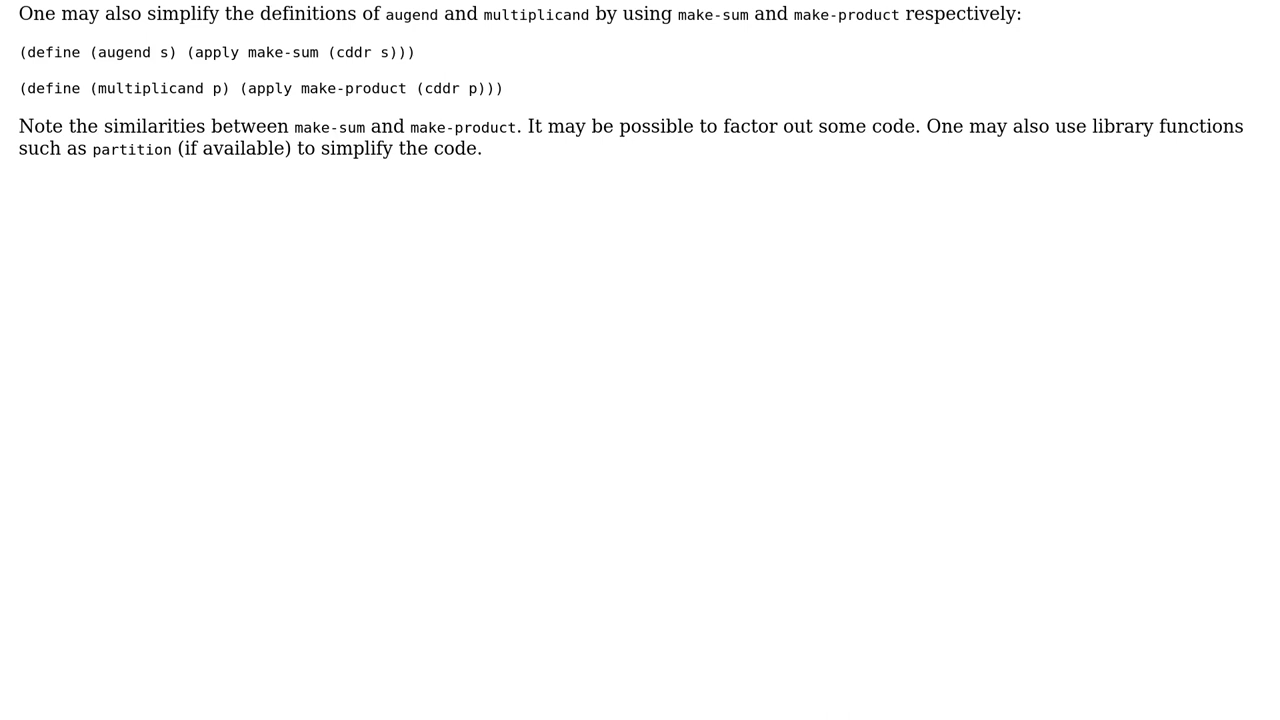 One may also simplify the definitions of augend and multiplicand by using make-sum and make-product respectively:
(define (augend s) (apply make-sum (cddr s)))
(define (multiplicand p) (apply make-product (cddr p)))
Note the similarities between make-sum and make-product. It may be possible to factor out some code. One may also use library functions
such as partition (if available) to simplify the code.